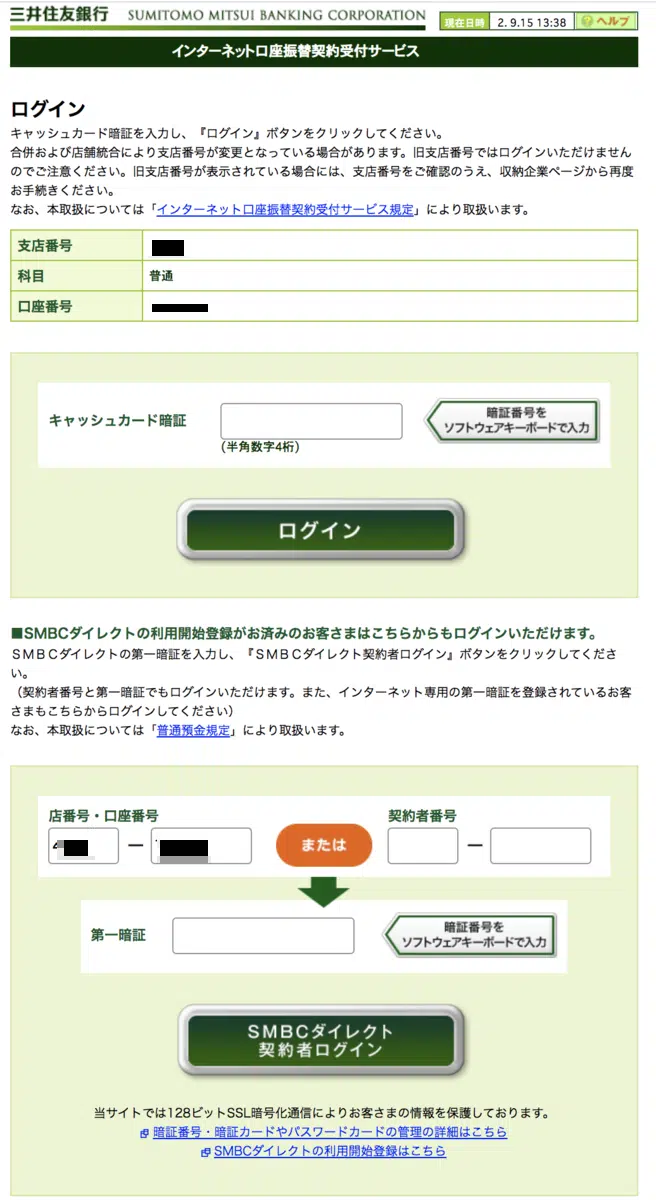 三井住友銀行 SUMITOMO MITSUI BANKING CORPORATION 現在日時 2. 9.15 13:38 ?ヘルプ
インターネット口座振替契約受付サービス
ログイン
キャッシュカード暗証を入力し、『ログイン』ボタンをクリックしてください。
合併および店舗統合により支店番号が変更となっている場合があります。旧支店番号ではログインいただけません
のでご注意ください。旧支店番号が表示されている場合には、支店番号をご確認のうえ、収納企業ページから再度
お手続きください。
なお、本取扱については「インターネット口座振替契約受付サービス規定」により取扱います。
支店番号
科目 普通
口座番号
キャッシュカード暗証
(半角数字4桁)
暗証番号を
ソフトウェアキーボードで入力
ログイン
■SMBCダイレクトの利用開始登録がお済みのお客さまはこちらからもログインいただけます。
ＳＭＢＣダイレクトの第一暗証を入力し、『ＳＭＢＣダイレクト契約者ログイン』ボタンをクリックしてくださ
い。
（契約者番号と第一暗証でもログインいただけます。また、インターネット専用の第一暗証を登録されているお客
さまもこちらからログインしてください）
なお、本取扱については「普通預金規定」により取扱います。
店番号・口座番号
ー
または
契約者番号
ー
第一暗証
暗証番号を
ソフトウェアキーボードで入力
SMBCダイレクト
契約者ログイン
当サイトでは128ビットSSL暗号化通信によりお客さまの情報を保護しております。
暗証番号・暗証カードやパスワードカードの管理の詳細はこちら
SMBCダイレクトの利用開始登録はこちら